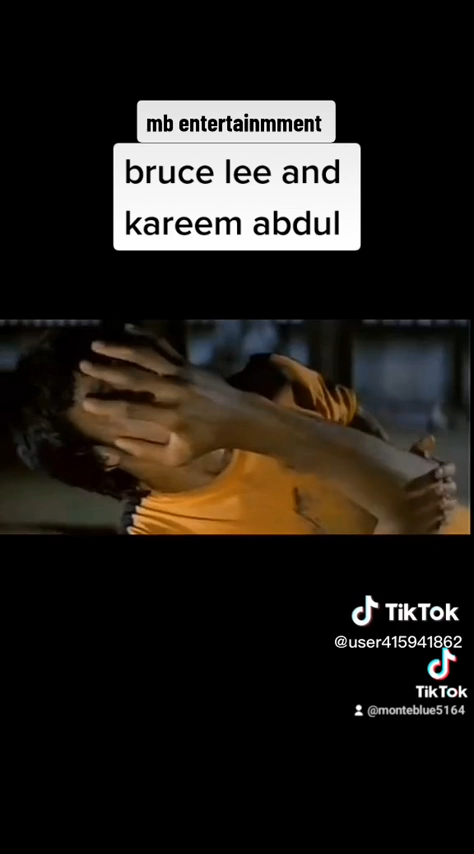 mb entertainmment
bruce lee and
kareem abdul
TikTok
@user415941862
TikTok
@monteblue5164